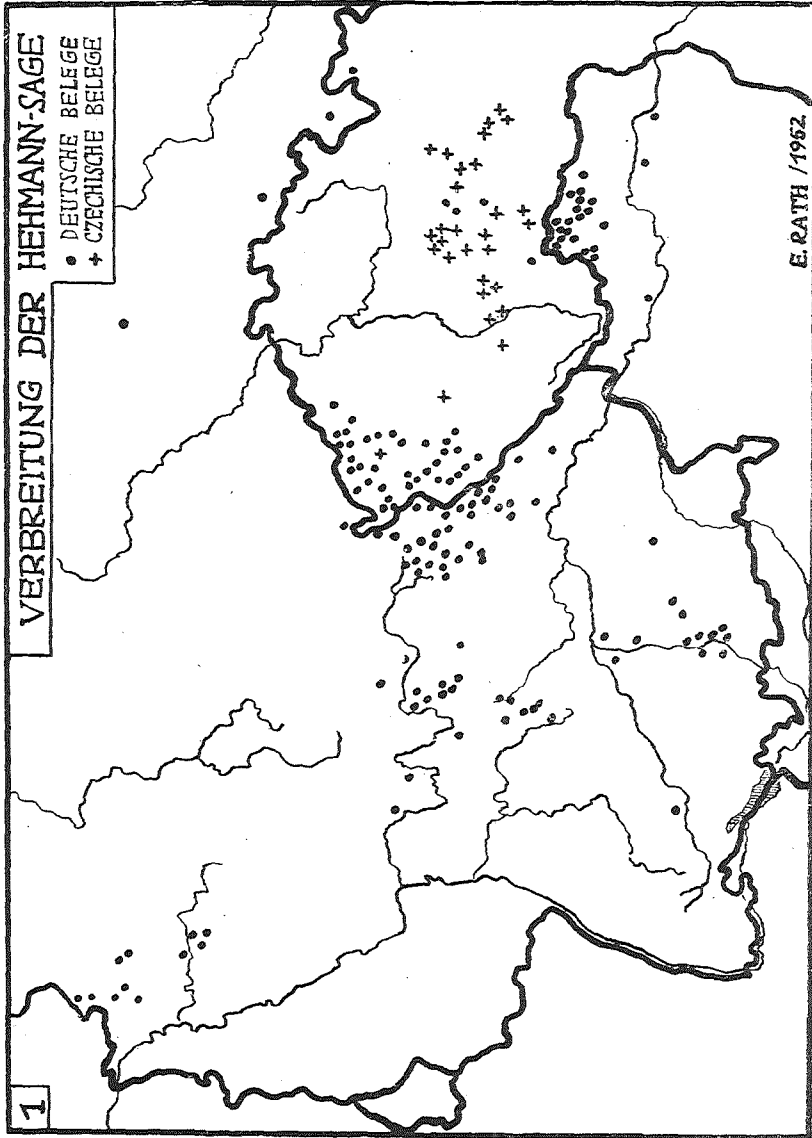 1
VERBREITUNG DER HEHMANN-SAGE
• DEUTSCHE BELEGE
+ CZECHISCHE BELEGE
E. RATH / 1962